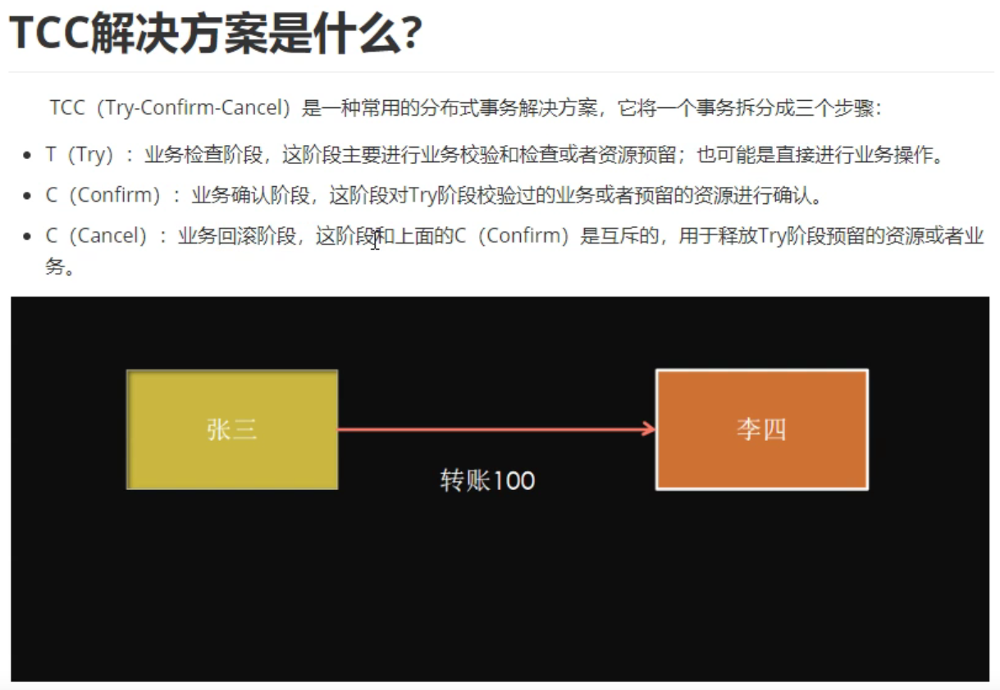 TCC解决方案是什么?
TCC（Try-Confirm-Cancel）是一种常用的分布式事务解决方案，它将一个事务拆分成三个步骤：
• T（Try）：业务检查阶段，这阶段主要进行业务校验和检查或者资源预留；也可能是直接进行业务操作。
• C（Confirm）：业务确认阶段，这阶段对Try阶段校验过的业务或者预留的资源进行确认。
• C（Cancel）：业务回滚阶段，这阶段和上面的C（Confirm）是互斥的，用于释放Try阶段预留的资源或者业
务。
张三
李四
转账100